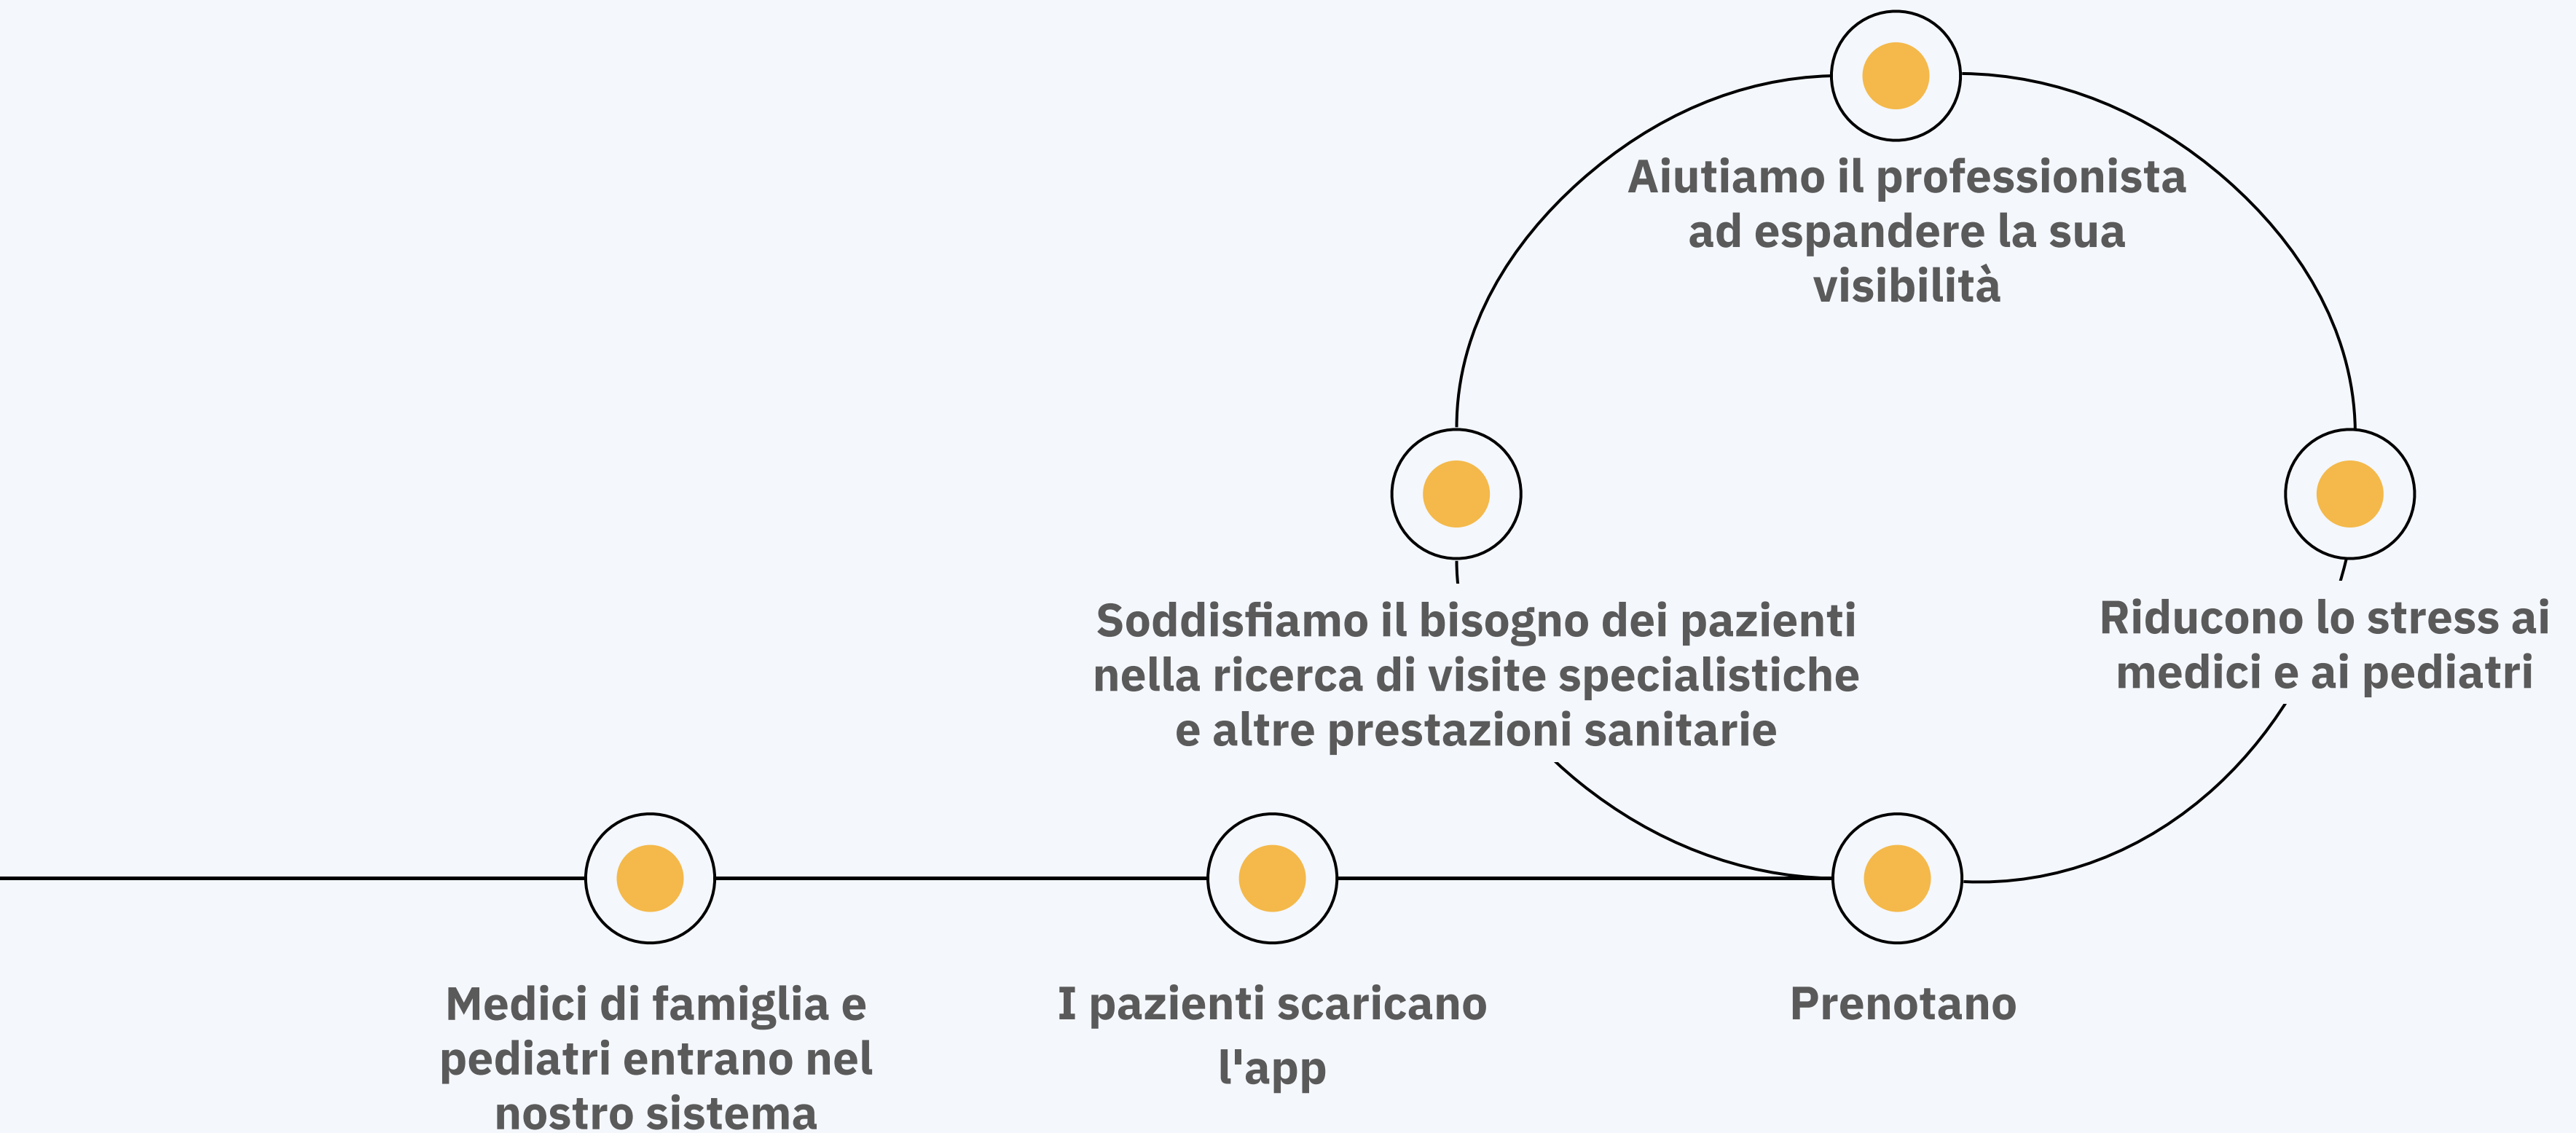 Aiutiamo il professionista
ad espandere la sua
visibilità
Soddisfiamo il bisogno dei pazienti
nella ricerca di visite specialistiche
e altre prestazioni sanitarie
Riducono lo stress ai
medici e ai pediatri
Medici di famiglia e
pediatri entrano nel
nostro sistema
I pazienti scaricano
l'app
Prenotano